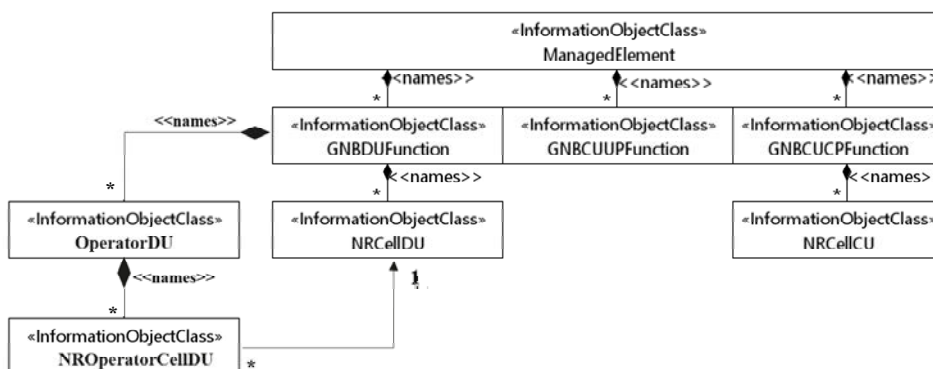 «InformationObjectClass»
ManagedElement
<<names>>
<<names>>
<<names>>
*
*
*
<<names>>
«InformationObjectClass»
GNBDUFunction
«InformationObjectClass»
GNBCUUPFunction
«InformationObjectClass»
GNBCUCPFunction
<<names>>
<<names>>
*
*
*
«InformationObjectClass»
OperatorDU
«InformationObjectClass»
NRCellDU
«InformationObjectClass»
NRCellCU
<<names>>
1
*
«InformationObjectClass»
NROperatorCellDU
*